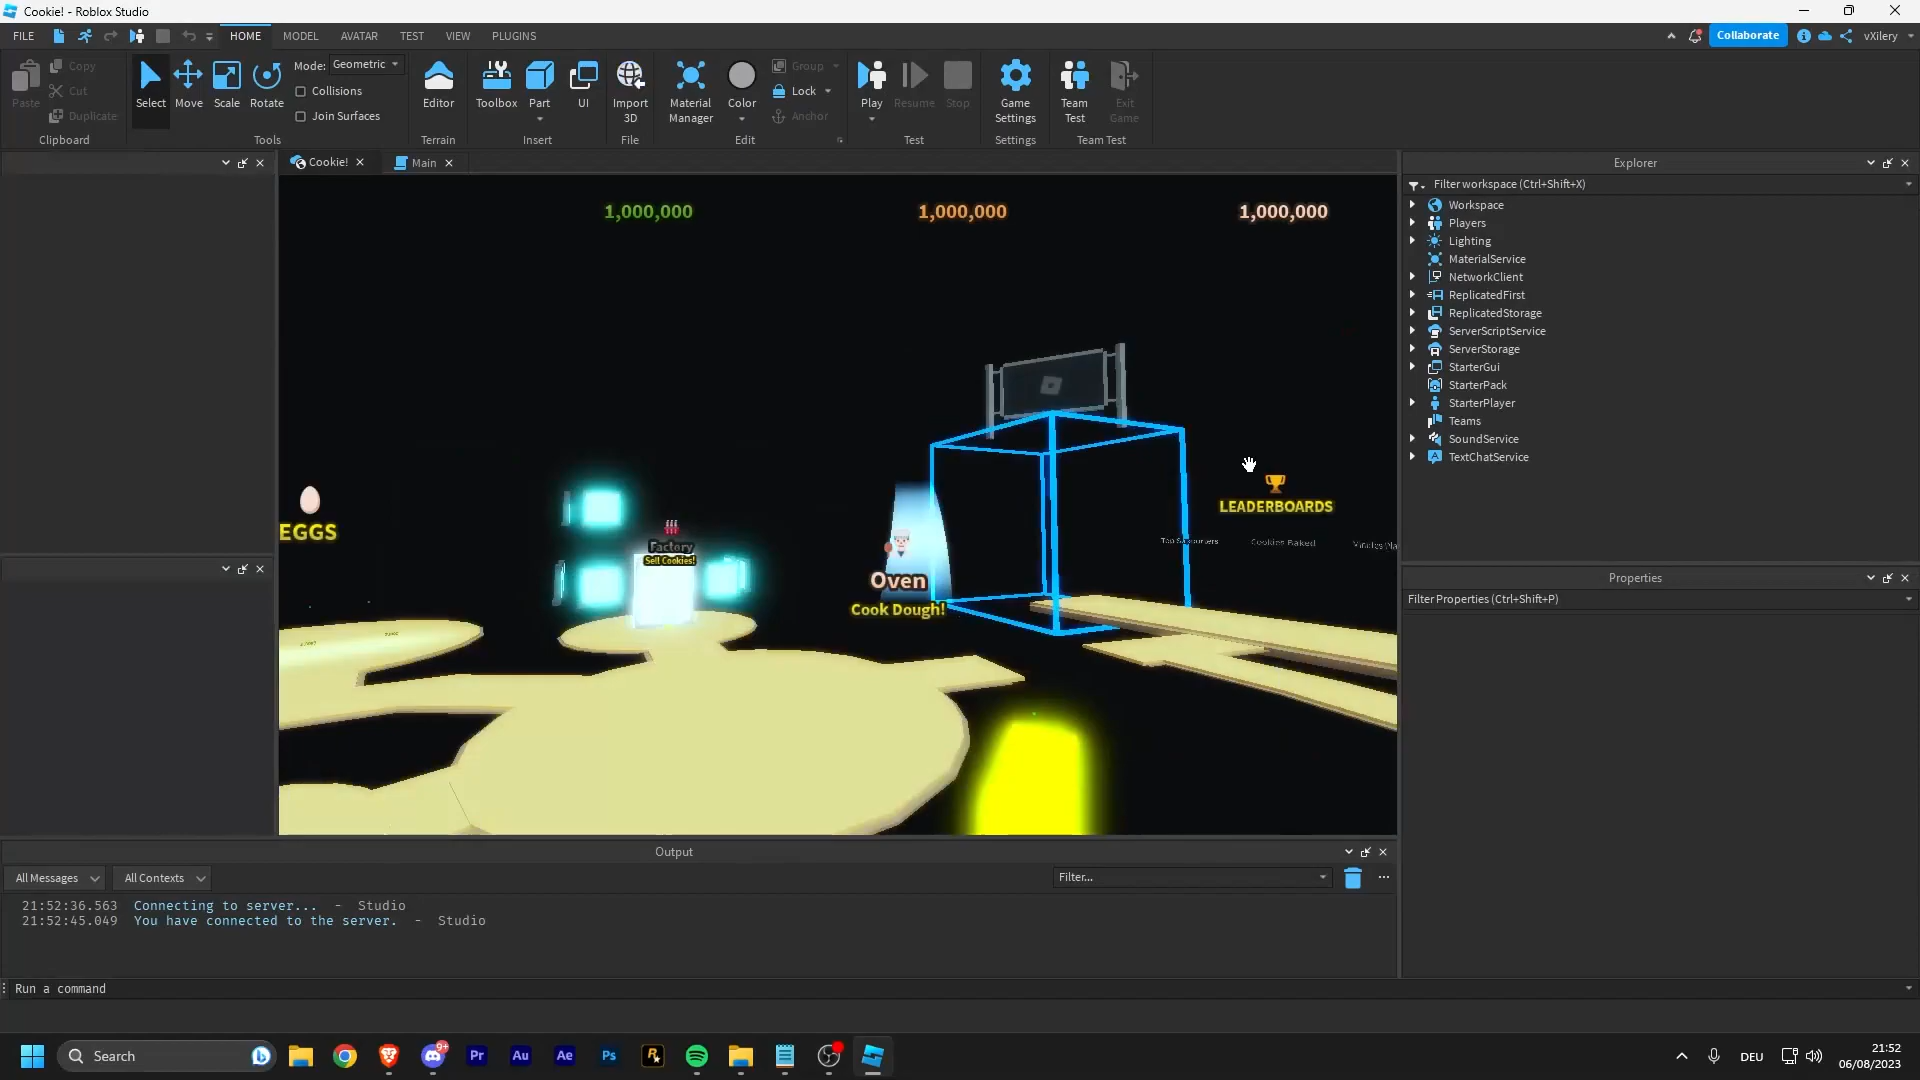 Cookie! - Roblox Studio
FILE
HOME
MODEL
AVATAR
TEST
VIEW
PLUGINS
Collaborate
vXilery
Paste
Copy
Cut
Duplicate
Clipboard
Select
Move
Scale
Rotate
Mode: Geometric
Collisions
Join Surfaces
Tools
Editor
Terrain
Toolbox
Part
UI
Insert
Import 3D
File
Material Manager
Color
Group
Lock
Anchor
Edit
Play
Resume
Stop
Test
Game Settings
Settings
Team Test
Exit Game
Team Test
Cookie!
Main
1,000,000
1,000,000
1,000,000
EGGS
Factory
Sell Cookies!
Oven
Cook Dough!
LEADERBOARDS
Top Supporters
Cookies Baked
Explorer
Filter workspace (Ctrl+Shift+X)
Workspace
Players
Lighting
MaterialService
NetworkClient
ReplicatedFirst
ReplicatedStorage
ServerScriptService
ServerStorage
StarterGui
StarterPack
StarterPlayer
Teams
SoundService
TextChatService
Properties
Filter Properties (Ctrl+Shift+P)
Output
All Messages
All Contexts
Filter...
21:52:36.563 Connecting to server... - Studio
21:52:45.049 You have connected to the server. - Studio
Run a command
Search
9+
Pr
Au
Ae
Ps
R
DEU
21:52
06/08/2023